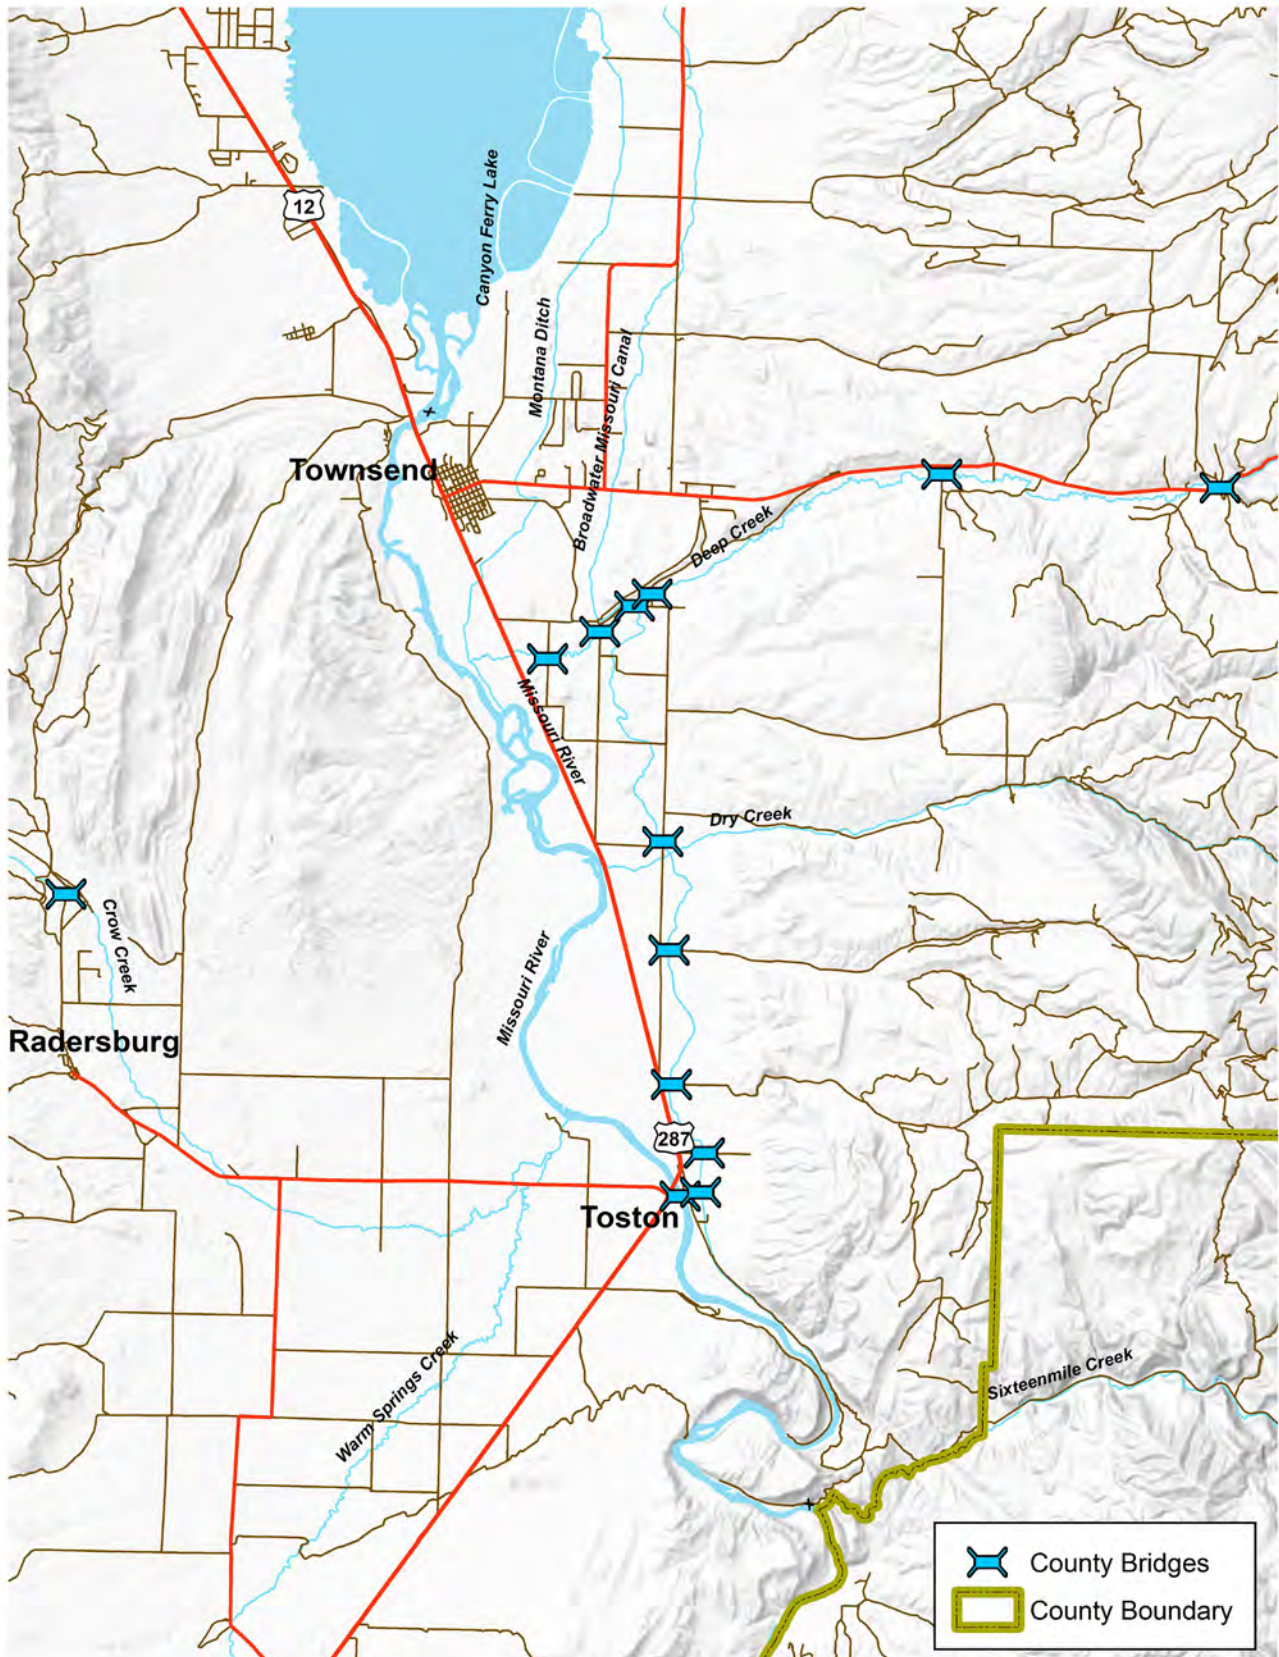 12
Canyon Ferry Lake
Montana Ditch
Broadwater Missouri Canal
Townsend
Deep Creek
Missouri River
Dry Creek
Crow Creek
Missouri River
Radersburg
287
Toston
Warm Springs Creek
Sixteenmile Creek
County Bridges
County Boundary